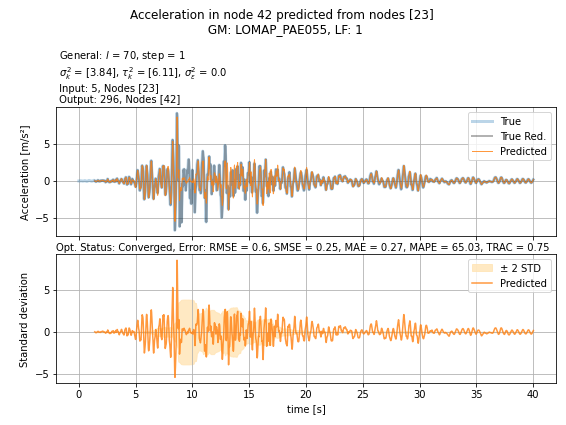 Acceleration in node 42 predicted from nodes [23]
GM: LOMAP_PAE055, LF: 1
General: l = 70, step = 1
σ²ₖ = [3.84], τ²ₖ = [6.11], σ²ε = 0.0
Input: 5, Nodes [23]
Output: 296, Nodes [42]
Acceleration [m/s²]
5
0
−5
True
True Red.
Predicted
Opt. Status: Converged, Error: RMSE = 0.6, SMSE = 0.25, MAE = 0.27, MAPE = 65.03, TRAC = 0.75
Standard deviation
5
0
−5
± 2 STD
Predicted
0 5 10 15 20 25 30 35 40
time [s]